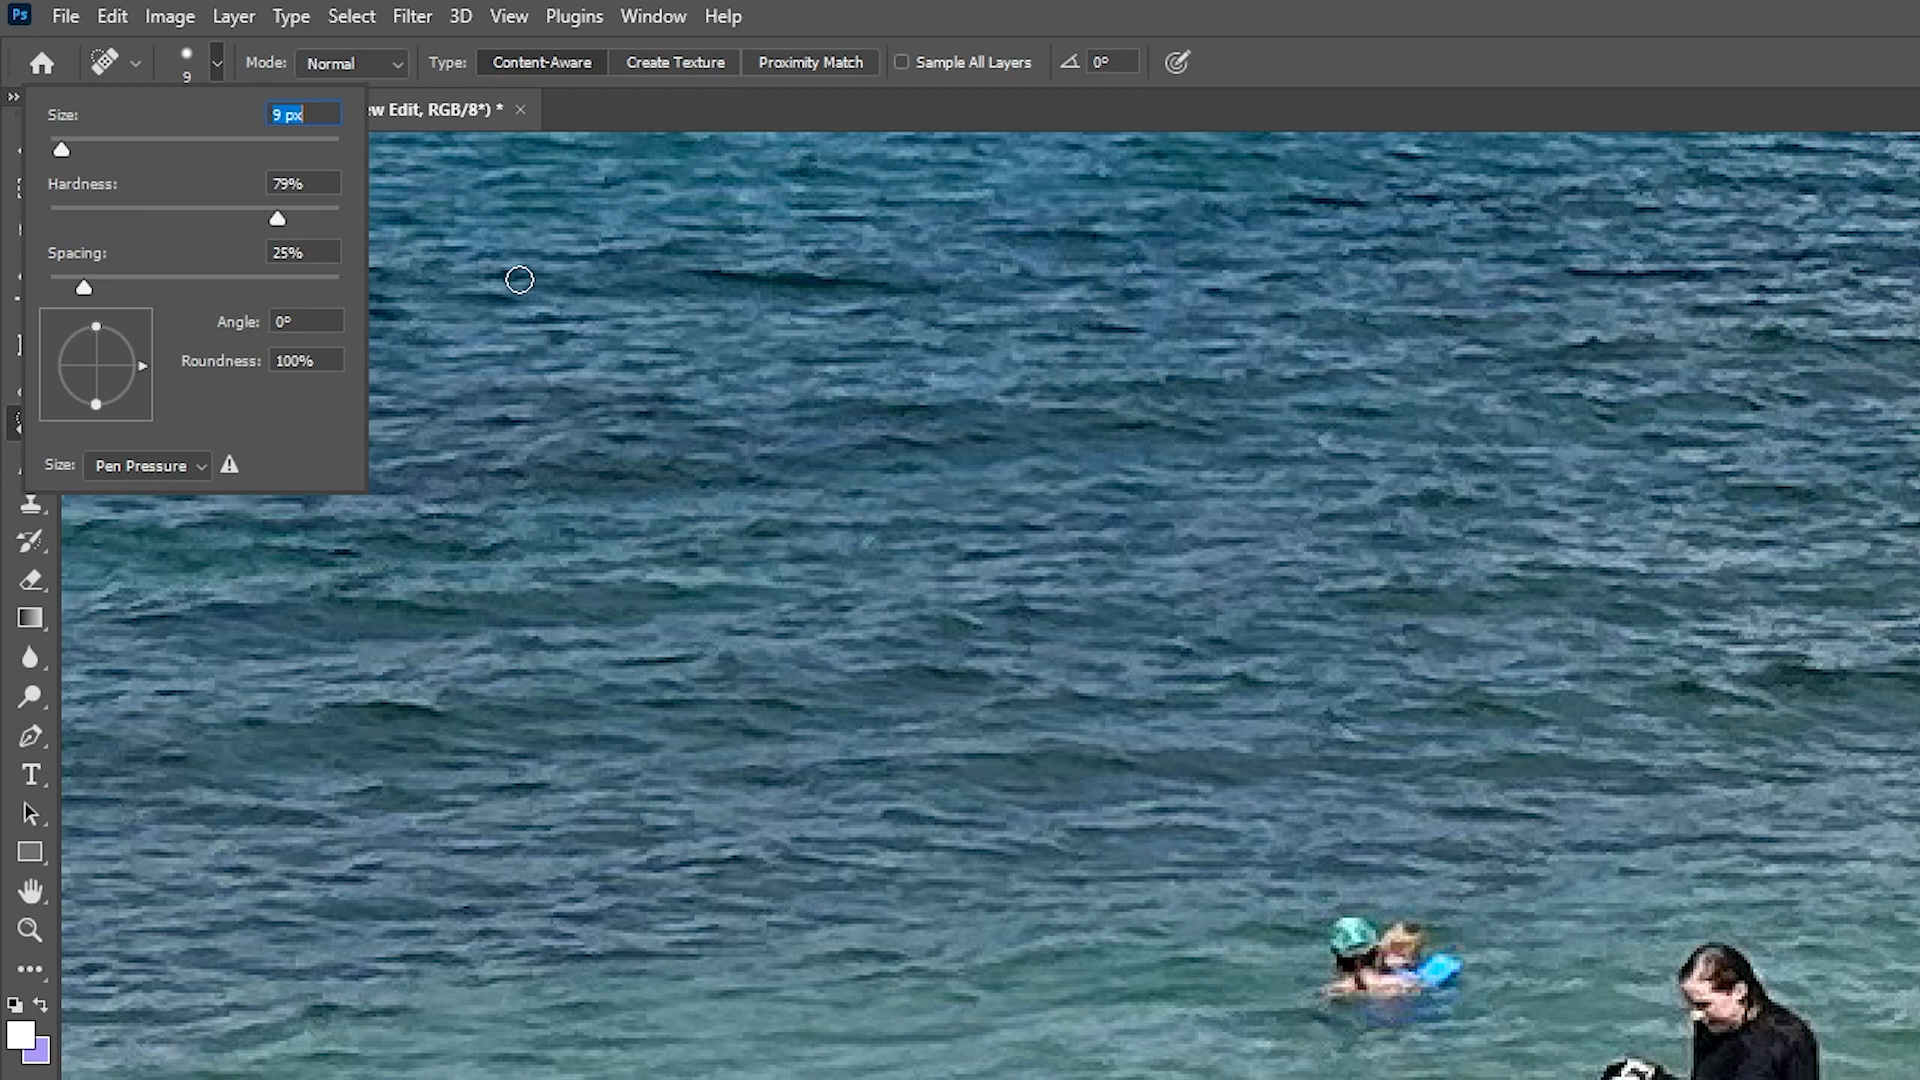 Ps File Edit Image Layer Type Select Filter 3D View Plugins Window Help
9 Mode: Normal Type: Content-Aware Create Texture Proximity Match Sample All Layers 0°
ew Edit, RGB/8*) *
Size: 9 px
Hardness: 79%
Spacing: 25%
Angle: 0°
Roundness: 100%
Size: Pen Pressure